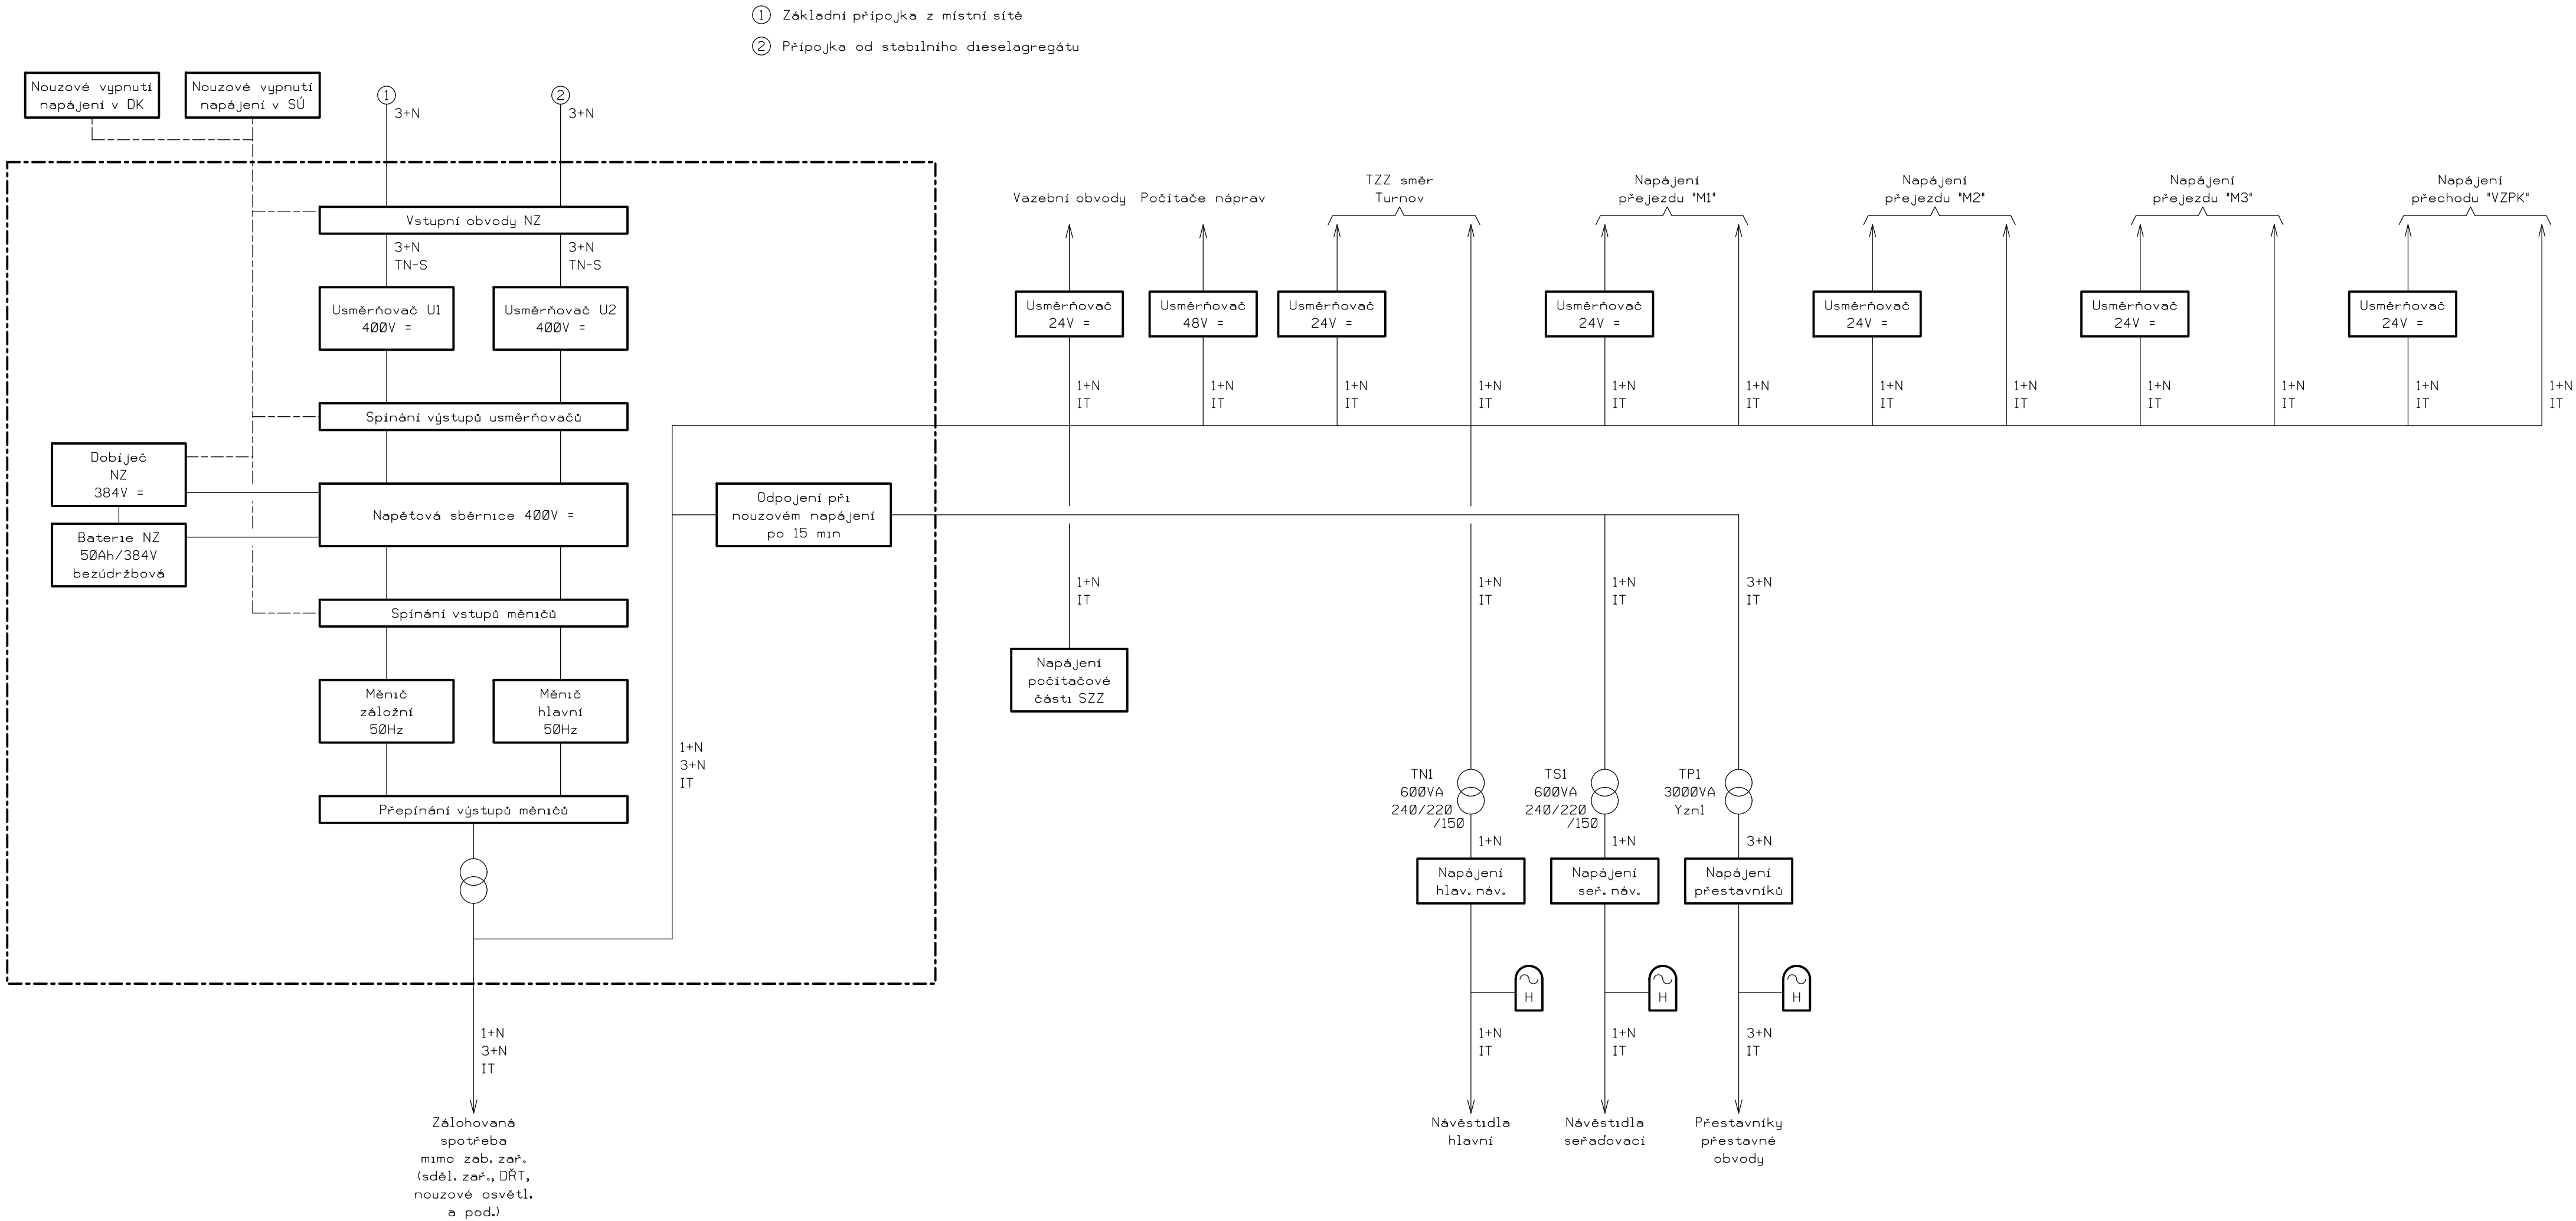 1 Základní přípojka z místní sítě
2 Přípojka od stabilního dieselagregátu
Nouzové vypnutí
napájení v DK
Nouzové vypnutí
napájení v SÚ
1
3+N
2
3+N
Vstupní obvody NZ
3+N
TN-S
3+N
TN-S
Usměrňovač U1
400V =
Usměrňovač U2
400V =
Spínání výstupů usměrňovačů
Dobíječ
NZ
384V =
Baterie NZ
50Ah/384V
bezúdržbová
Napěťová sběrnice 400V =
Odpojení při
nouzovém napájení
po 15 min
Spínání vstupů měničů
Měnič
záložní
50Hz
Měnič
hlavní
50Hz
Přepínání výstupů měničů
1+N
3+N
IT
1+N
3+N
IT
Zálohovaná
spotřeba
mimo zab. zař.
(sděl. zař., DŘT,
nouzové osvětl.
a pod.)
Vazební obvody
Počítače náprav
TZZ směr
Turnov
Napájení
přejezdu "M1"
Napájení
přejezdu "M2"
Napájení
přejezdu "M3"
Napájení
přechodu "VZPK"
Usměrňovač
24V =
Usměrňovač
48V =
Usměrňovač
24V =
Usměrňovač
24V =
Usměrňovač
24V =
Usměrňovač
24V =
Usměrňovač
24V =
1+N
IT
1+N
IT
1+N
IT
1+N
IT
1+N
IT
1+N
IT
1+N
IT
1+N
IT
1+N
IT
1+N
IT
1+N
IT
1+N
IT
1+N
IT
1+N
IT
1+N
IT
3+N
IT
Napájení
počítačové
části SZZ
TN1
600VA
240/220
/150
TS1
600VA
240/220
/150
TP1
3000VA
Yzn1
1+N
1+N
3+N
Napájení
hlav. náv.
Napájení
seř. náv.
Napájení
přestavníků
H
H
H
1+N
IT
1+N
IT
3+N
IT
Návěstidla
hlavní
Návěstidla
seřaďovací
Přestavníky
přestavné
obvody